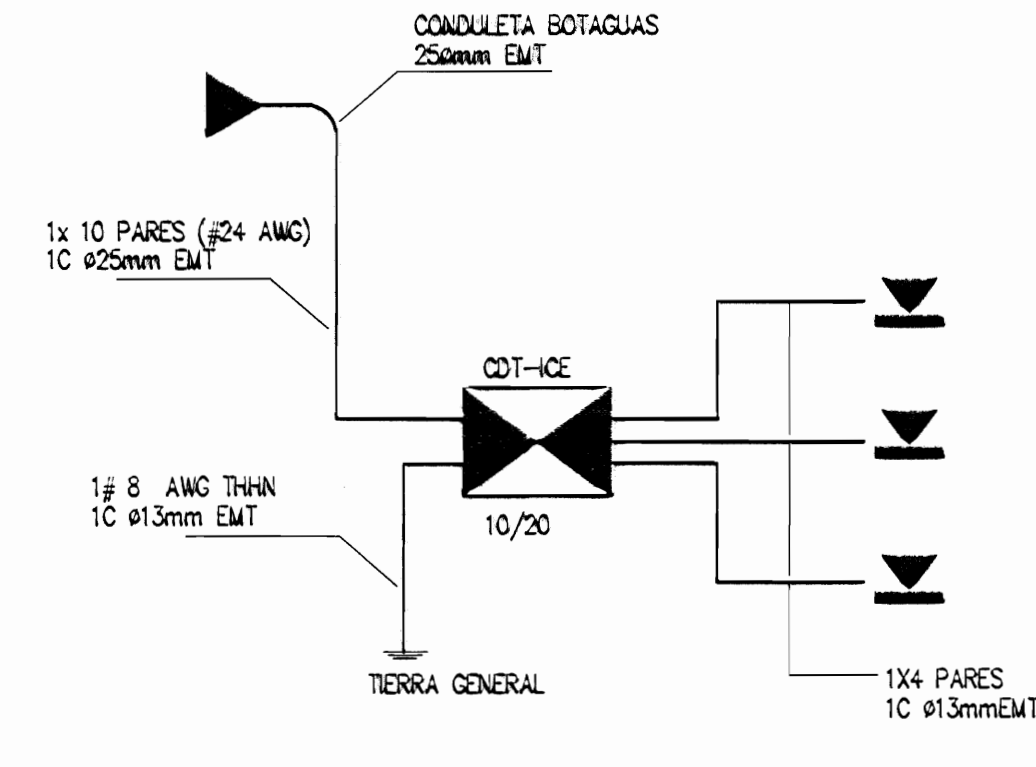 CONDULETA BOTAGUAS
25ømm EMT
1x 10 PARES (#24 AWG)
1C ø25mm EMT
CDT-ICE
10/20
1# 8 AWG THHN
1C ø13mm EMT
TIERRA GENERAL
1X4 PARES
1C ø13mmEMT